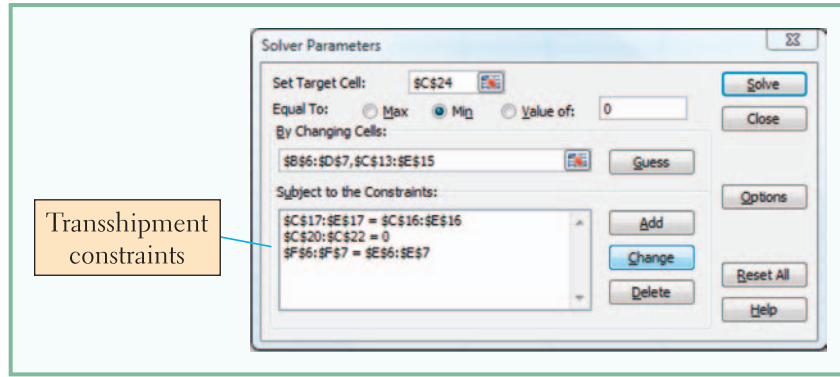 Solver Parameters
Set Target Cell: $C$24
Solve
Equal To: Max Min Value of: 0
Close
By Changing Cells:
$B$6:$D$7,$C$13:$E$15
Guess
Subject to the Constraints:
Options
$C$17:$E$17 = $C$16:$E$16
$C$20:$C$22 = 0
$F$6:$F$7 = $E$6:$E$7
Add
Change
Delete
Reset All
Help
Transshipment
constraints